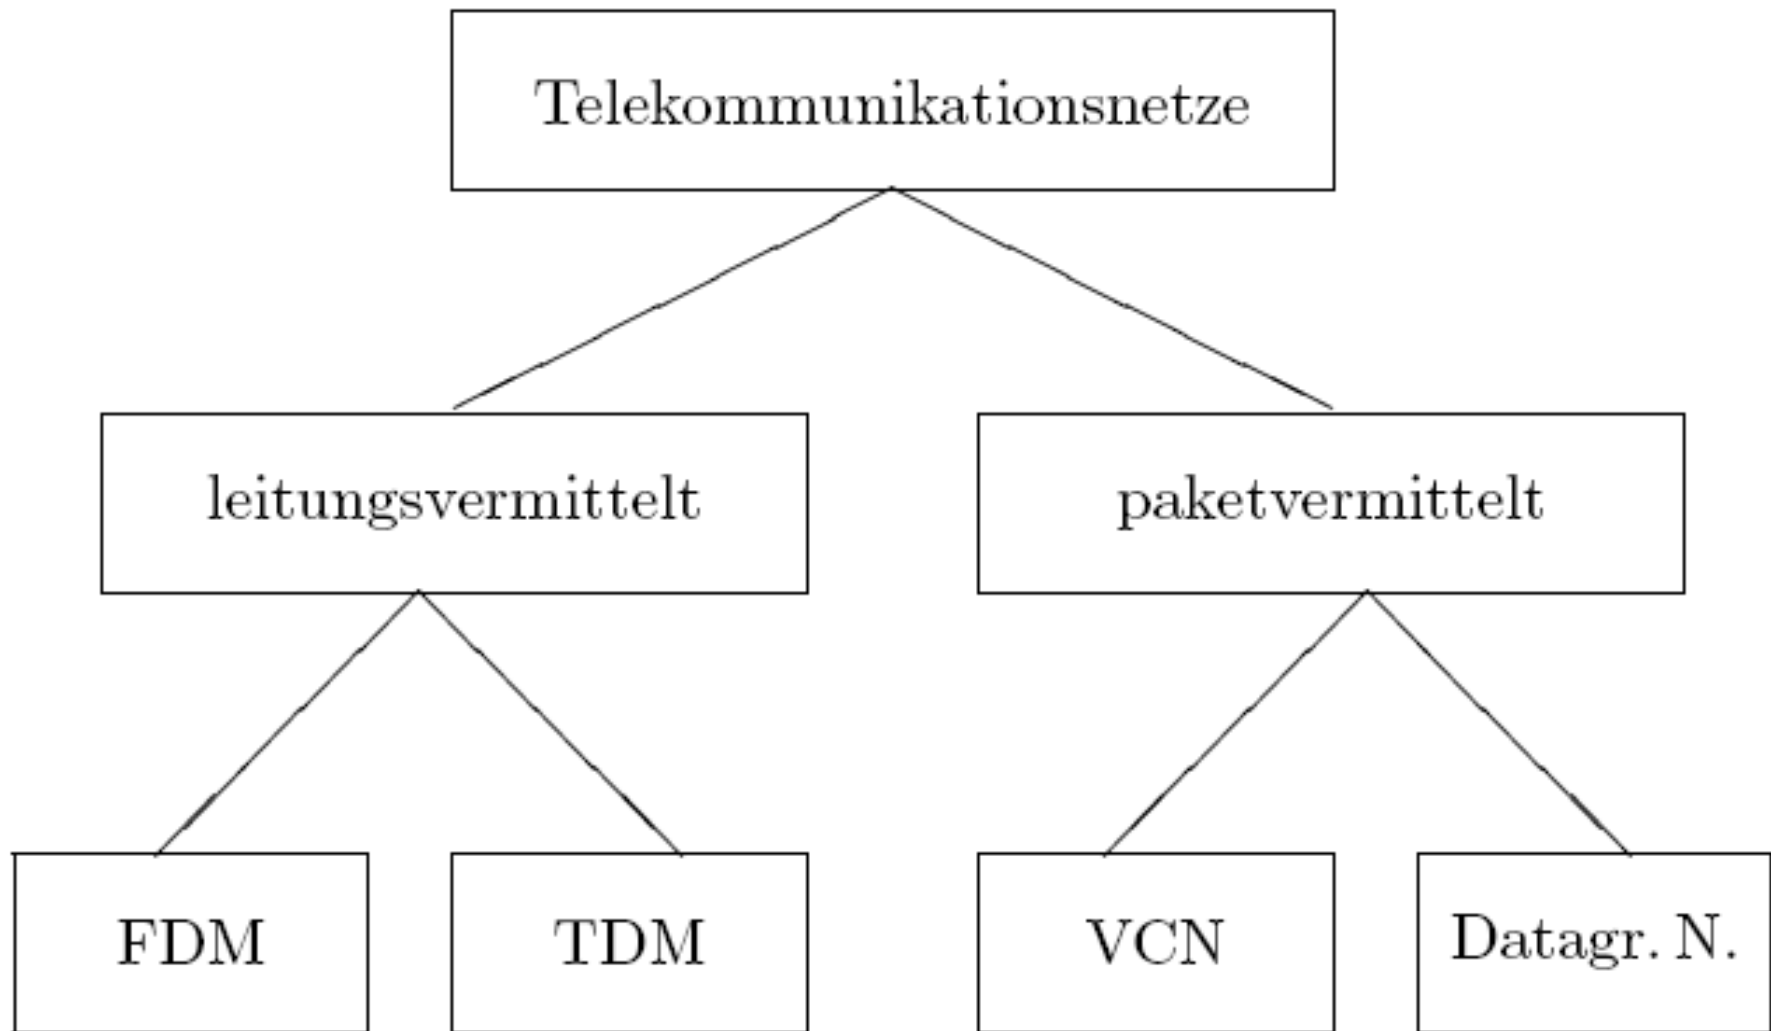 Telekommunikationsnetze
leitungsvermittelt
paketvermittelt
FDM
TDM
VCN
Datagr. N.